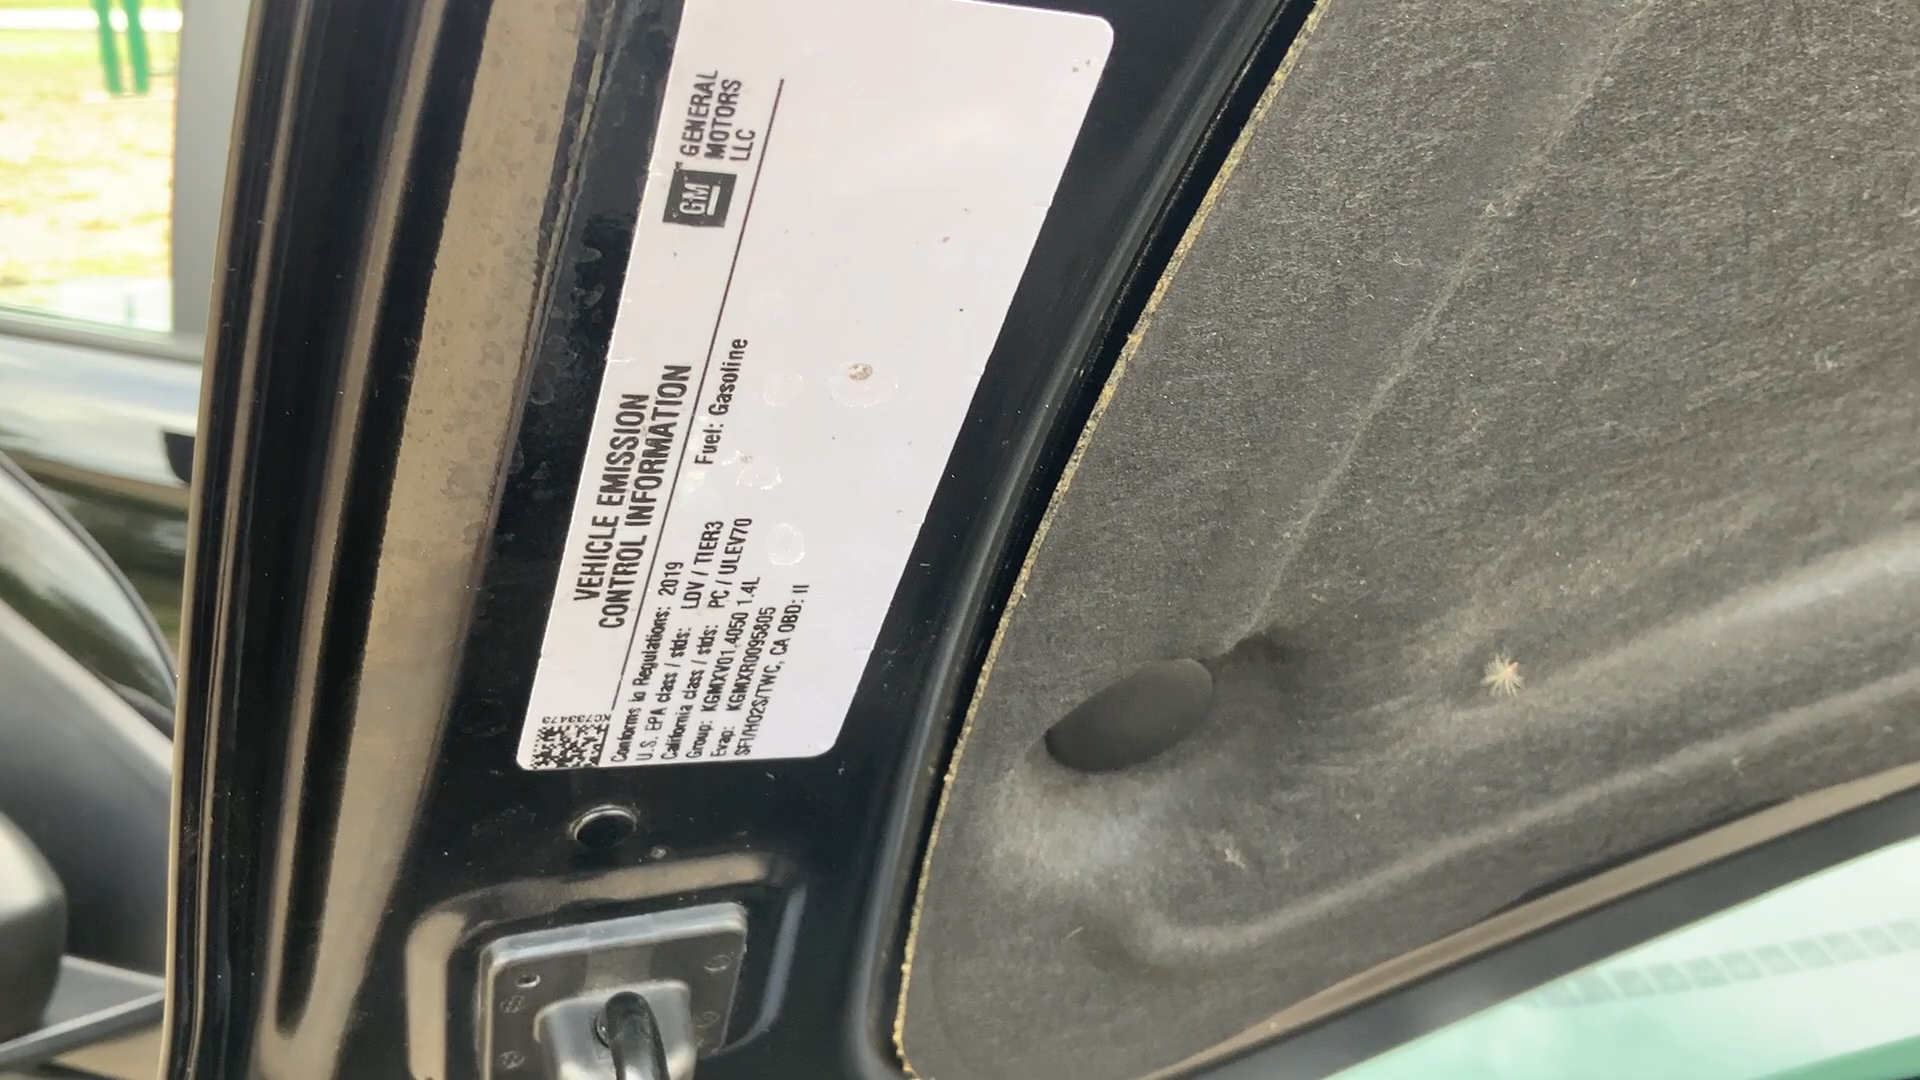 GM
GENERAL
MOTORS
LLC
VEHICLE EMISSION
CONTROL INFORMATION
Conforms to Regulations: 2019
Fuel: Gasoline
U.S. EPA class / stds: LDV / TIER3
California class / stds: PC / ULEV70
Group: KGMXV01.4050 1.4L
Evap: KGMXR0095805
SFI/HO2S/TWC, CA OBD: II